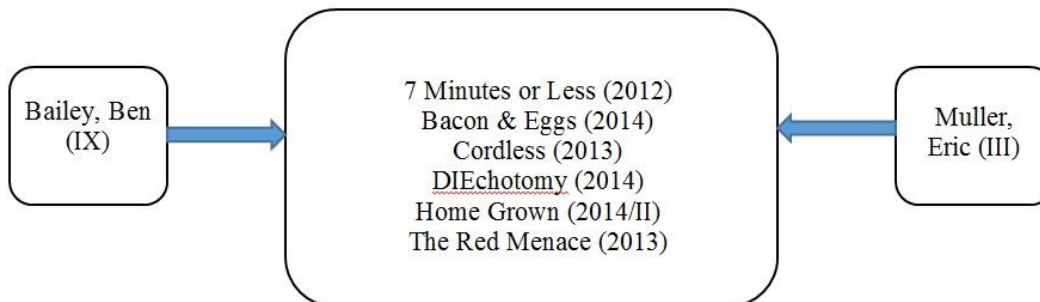 Bailey, Ben
(IX)
7 Minutes or Less (2012)
Bacon & Eggs (2014)
Cordless (2013)
DIEchotomy (2014)
Home Grown (2014/II)
The Red Menace (2013)
Muller,
Eric (III)